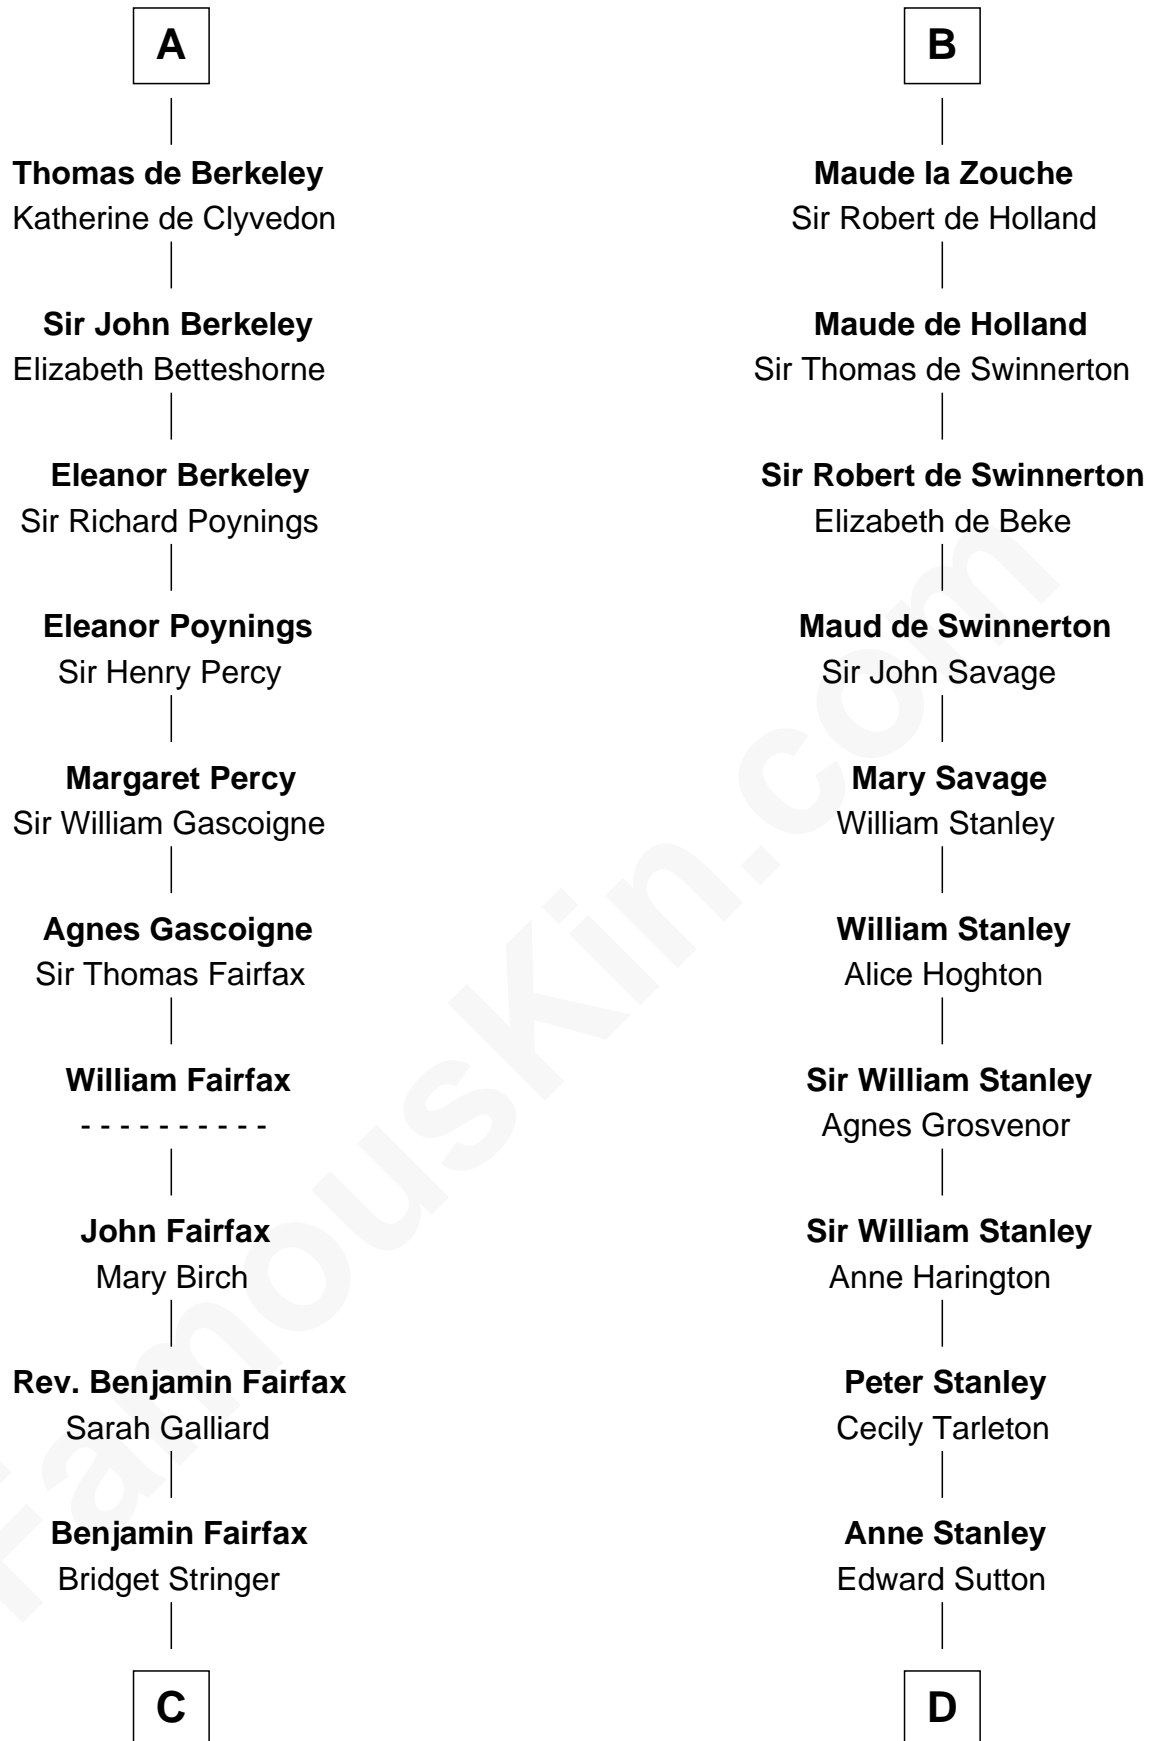 A
Thomas de Berkeley
Katherine de Clyvedon
Sir John Berkeley
Elizabeth Betteshorne
Eleanor Berkeley
Sir Richard Poynings
Eleanor Poynings
Sir Henry Percy
Margaret Percy
Sir William Gascoigne
Agnes Gascoigne
Sir Thomas Fairfax
William Fairfax
- - - - - - - - - -
John Fairfax
Mary Birch
Rev. Benjamin Fairfax
Sarah Galliard
Benjamin Fairfax
Bridget Stringer
C
B
Maude la Zouche
Sir Robert de Holland
Maude de Holland
Sir Thomas de Swinnerton
Sir Robert de Swinnerton
Elizabeth de Beke
Maud de Swinnerton
Sir John Savage
Mary Savage
William Stanley
William Stanley
Alice Hoghton
Sir William Stanley
Agnes Grosvenor
Sir William Stanley
Anne Harington
Peter Stanley
Cecily Tarleton
Anne Stanley
Edward Sutton
D
FamousKin.com